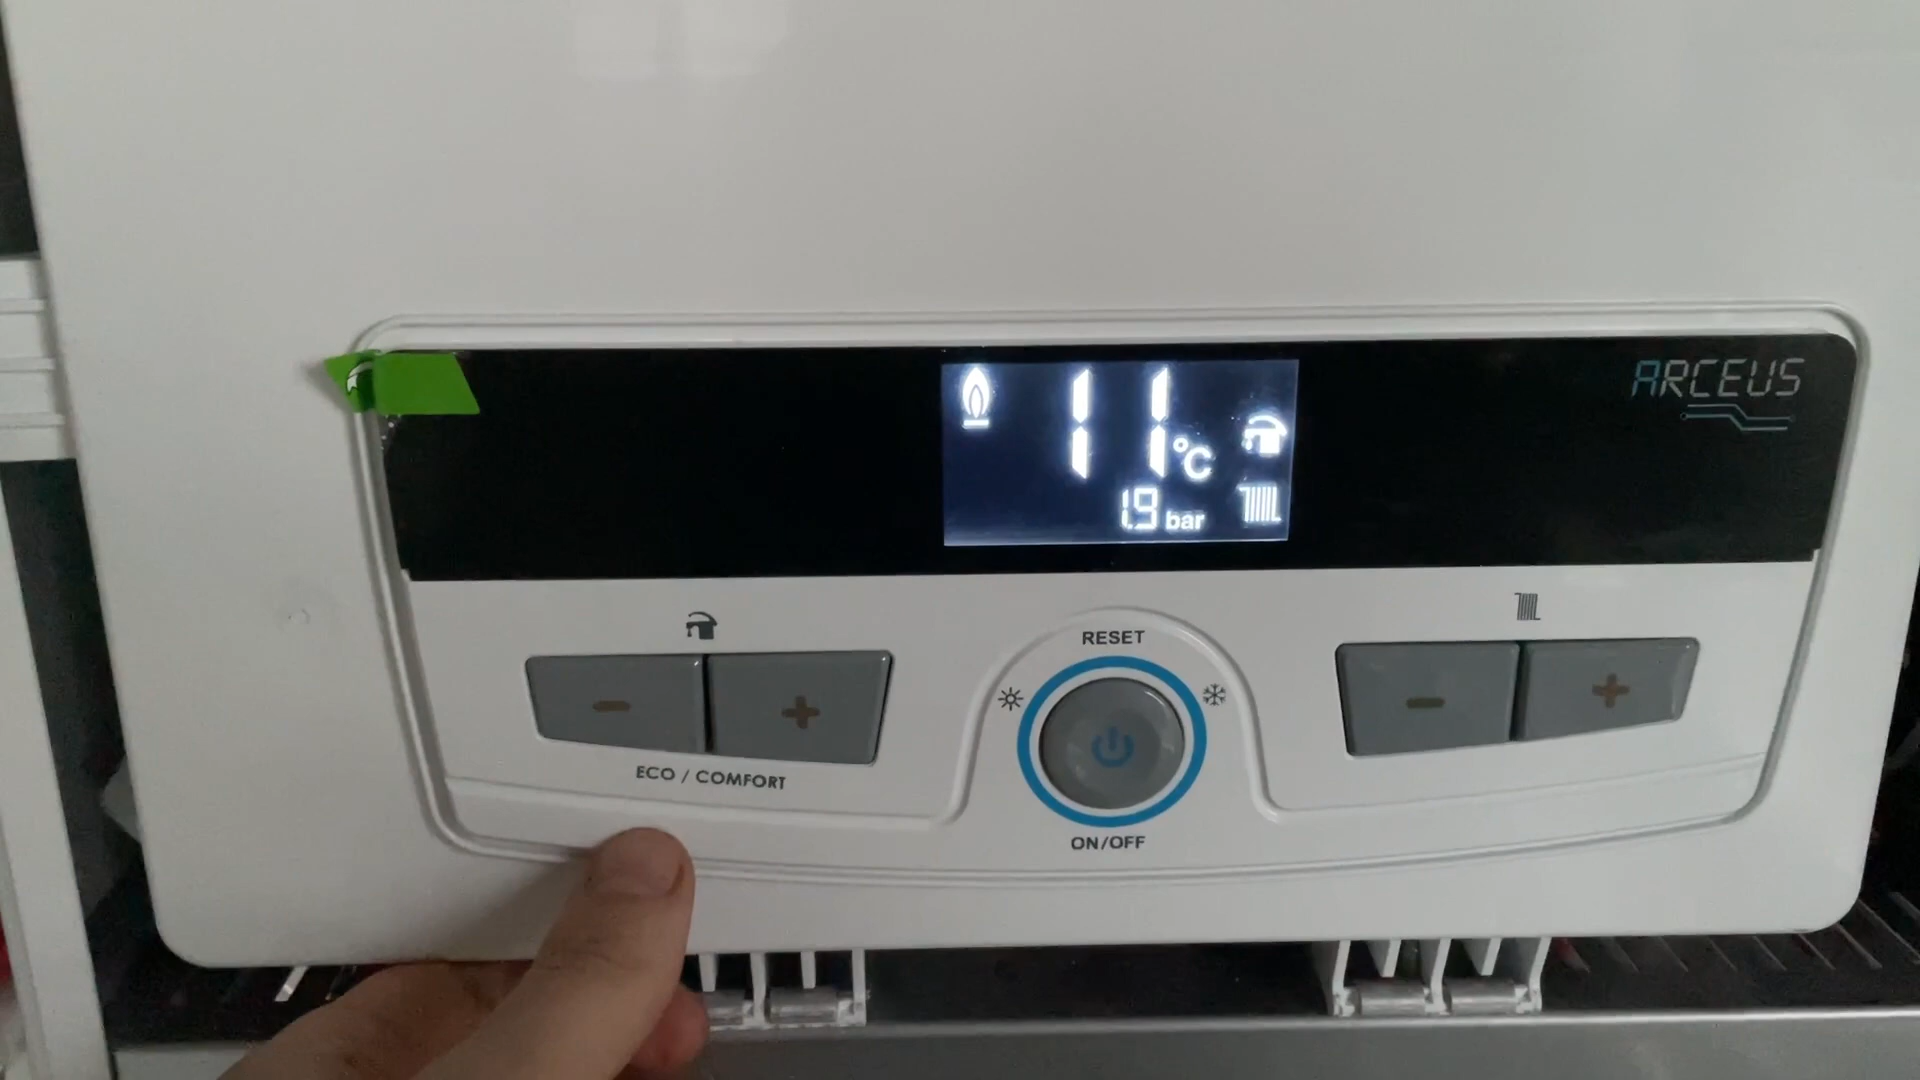 ARCEUS
11°C
1.9 bar
RESET
ECO / COMFORT
ON/OFF